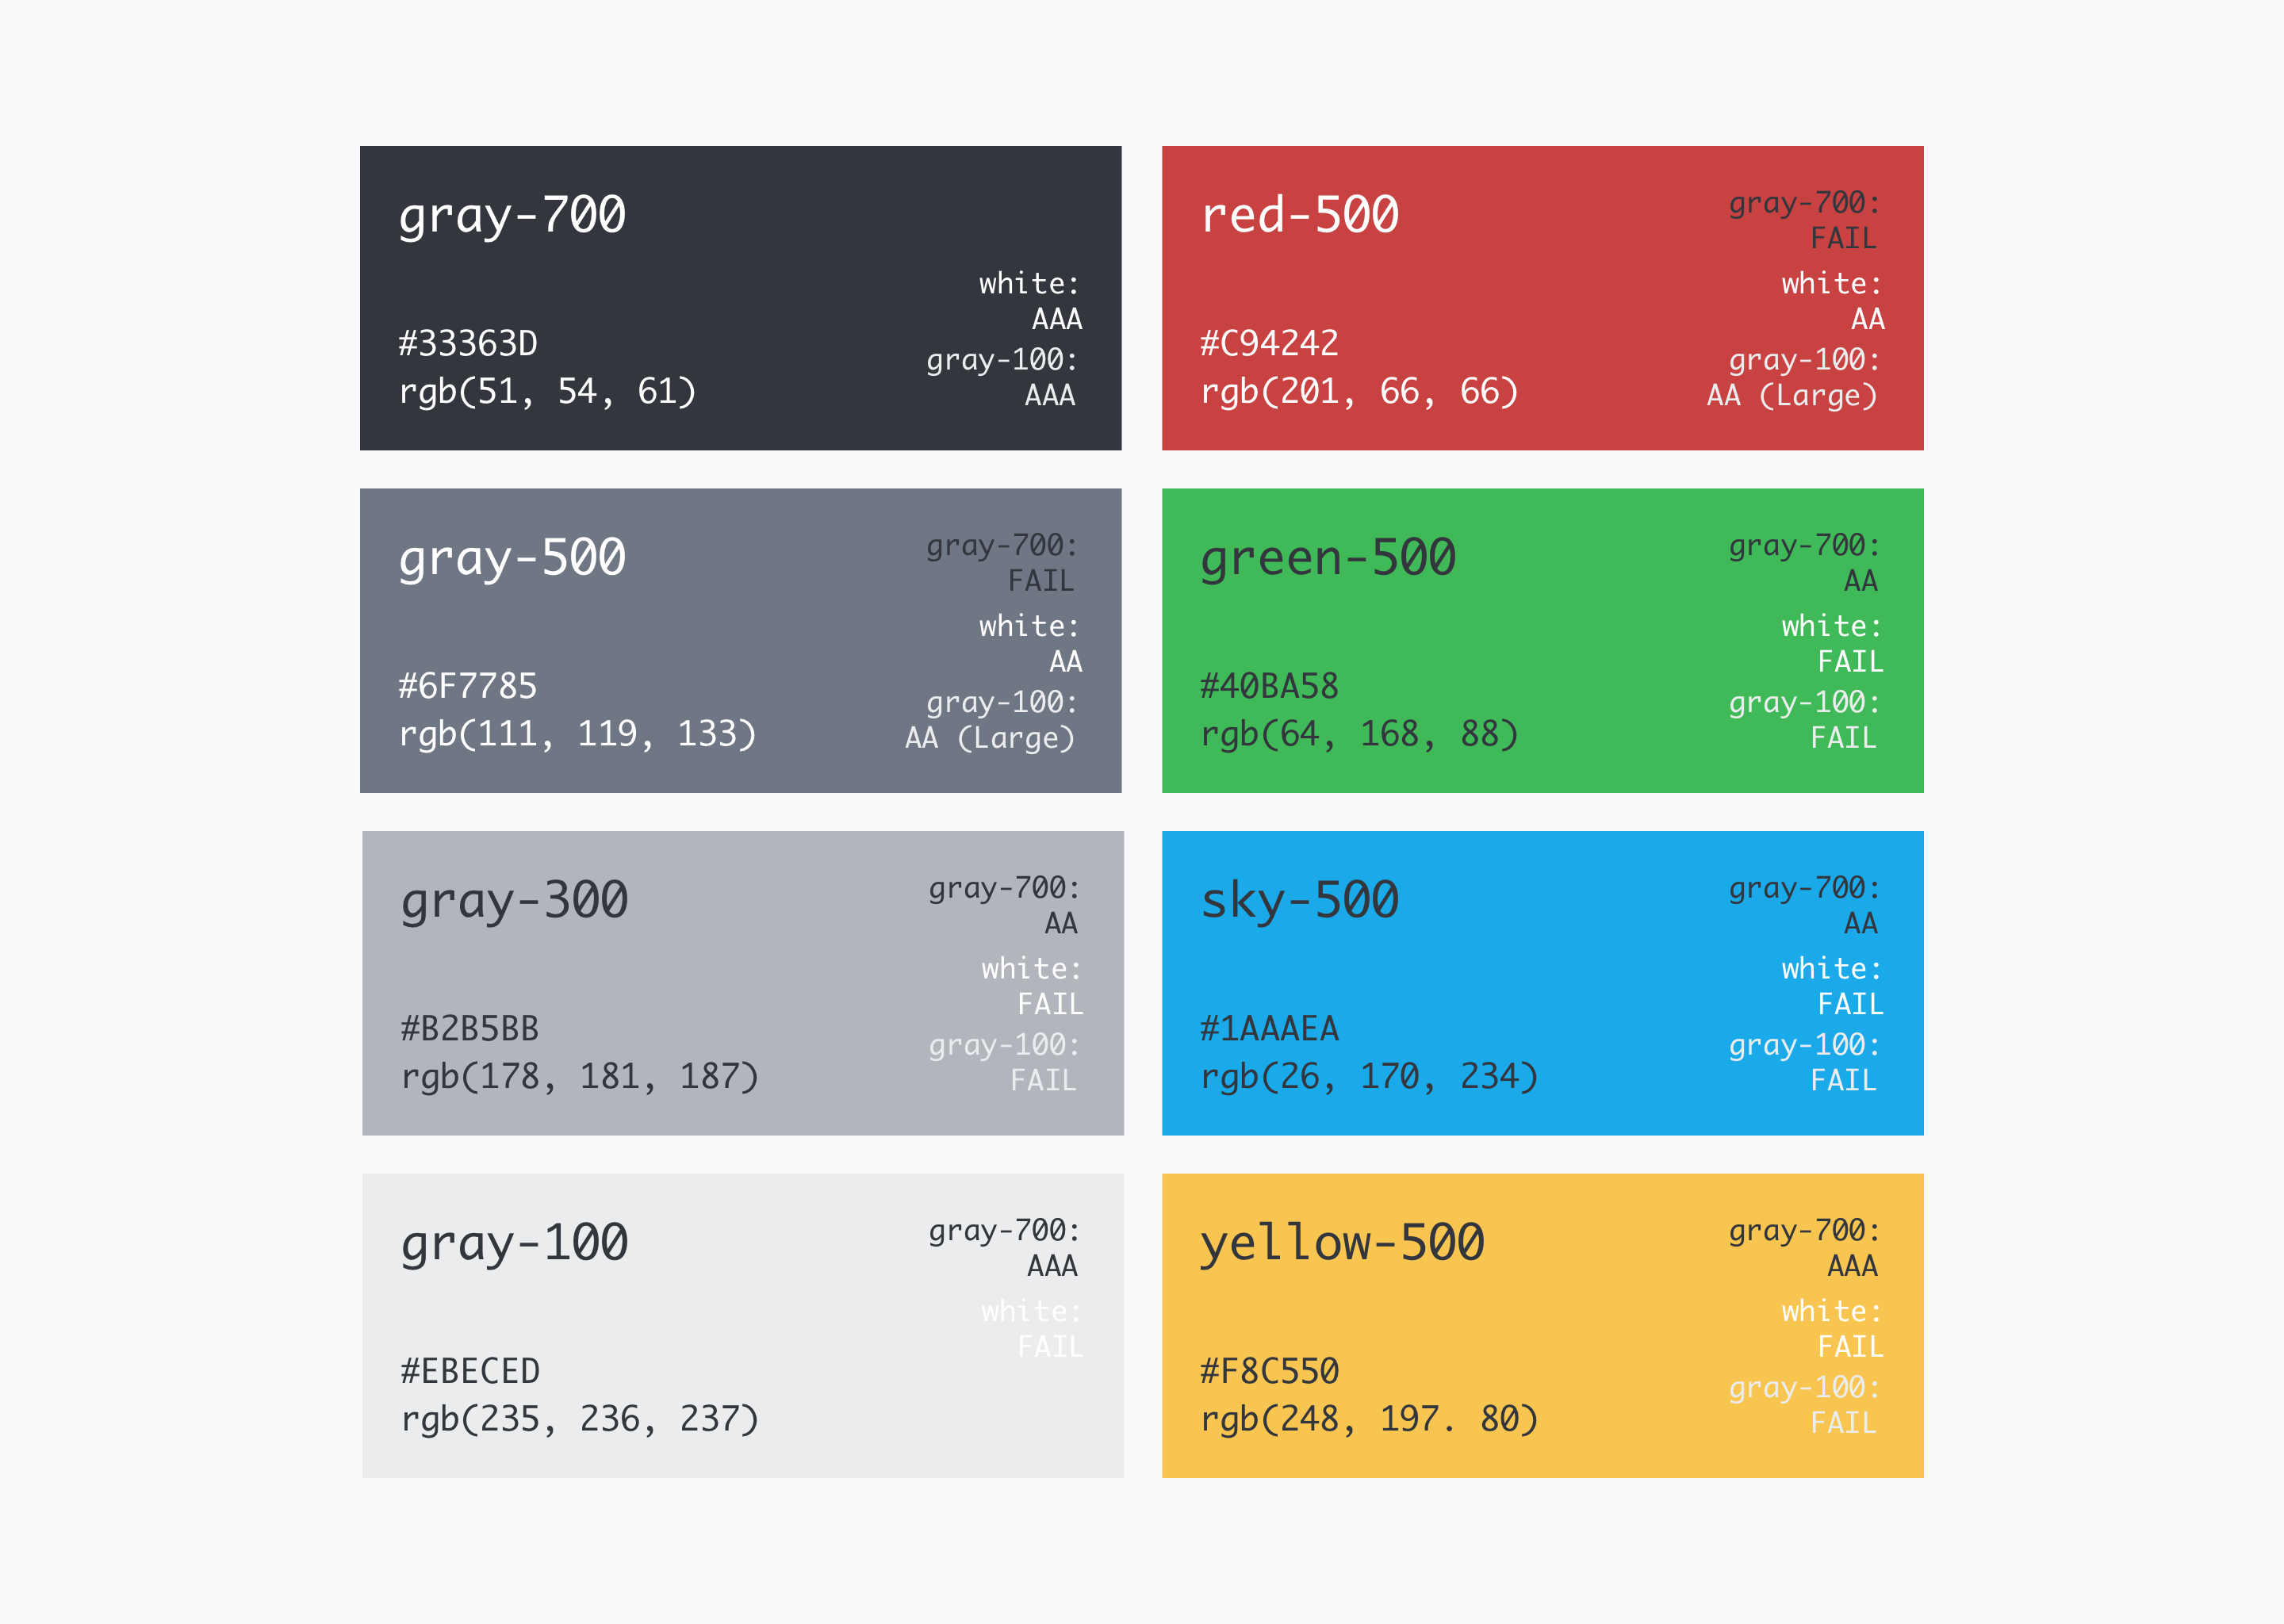 gray-700
#33363D
rgb(51, 54, 61)
white:
AAA
gray-100:
AAA
red-500
#C94242
rgb(201, 66, 66)
gray-700:
FAIL
white:
AA
gray-100:
AA (Large)
gray-500
#6F7785
rgb(111, 119, 133)
gray-700:
FAIL
white:
AA
gray-100:
AA (Large)
green-500
#40BA58
rgb(64, 168, 88)
gray-700:
AA
white:
FAIL
gray-100:
FAIL
gray-300
#B2B5BB
rgb(178, 181, 187)
gray-700:
AA
white:
FAIL
gray-100:
FAIL
sky-500
#1AAAEA
rgb(26, 170, 234)
gray-700:
AA
white:
FAIL
gray-100:
FAIL
gray-100
#EBECED
rgb(235, 236, 237)
gray-700:
AAA
white:
FAIL
yellow-500
#F8C550
rgb(248, 197. 80)
gray-700:
AAA
white:
FAIL
gray-100:
FAIL